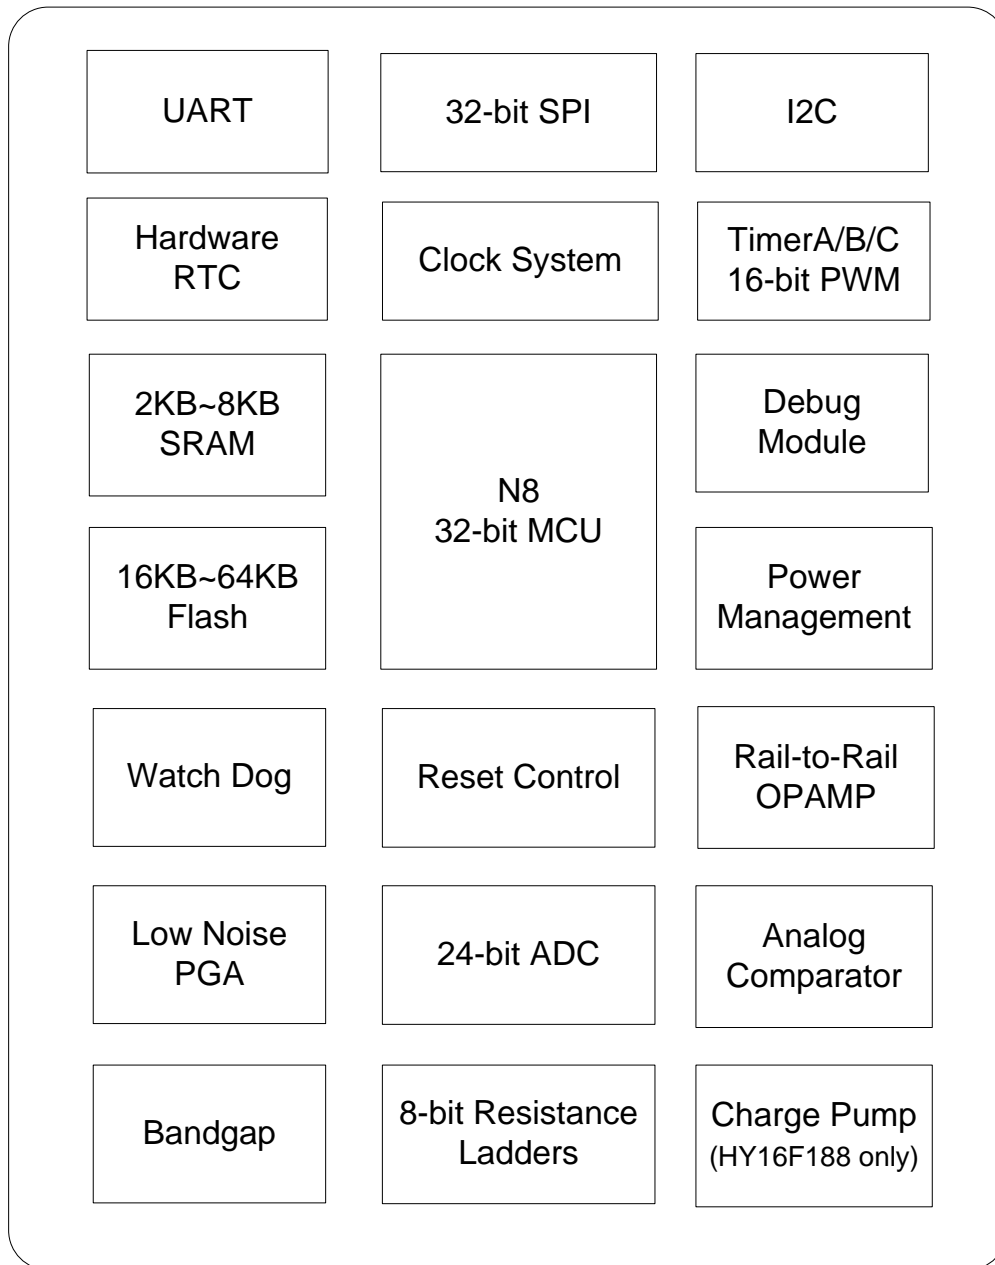 UART
32-bit SPI
I2C
Hardware
RTC
Clock System
TimerA/B/C
16-bit PWM
2KB~8KB
SRAM
N8
32-bit MCU
Debug
Module
16KB~64KB
Flash
Power
Management
Watch Dog
Reset Control
Rail-to-Rail
OPAMP
Low Noise
PGA
24-bit ADC
Analog
Comparator
Bandgap
8-bit Resistance
Ladders
Charge Pump
(HY16F188 only)